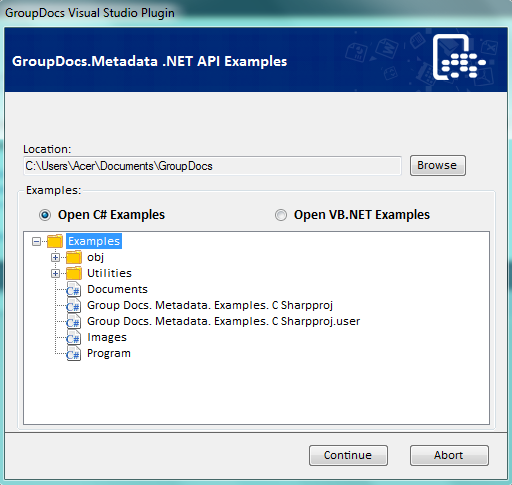 GroupDocs Visual Studio Plugin
GroupDocs.Metadata .NET API Examples
Location:
C:\Users\Acer\Documents\GroupDocs
Browse
Examples:
Open C# Examples
Open VB.NET Examples
Examples
obj
Utilities
C# Documents
C# Group Docs. Metadata. Examples. C Sharpproj
C# Group Docs. Metadata. Examples. C Sharpproj.user
C# Images
C# Program
Continue
Abort